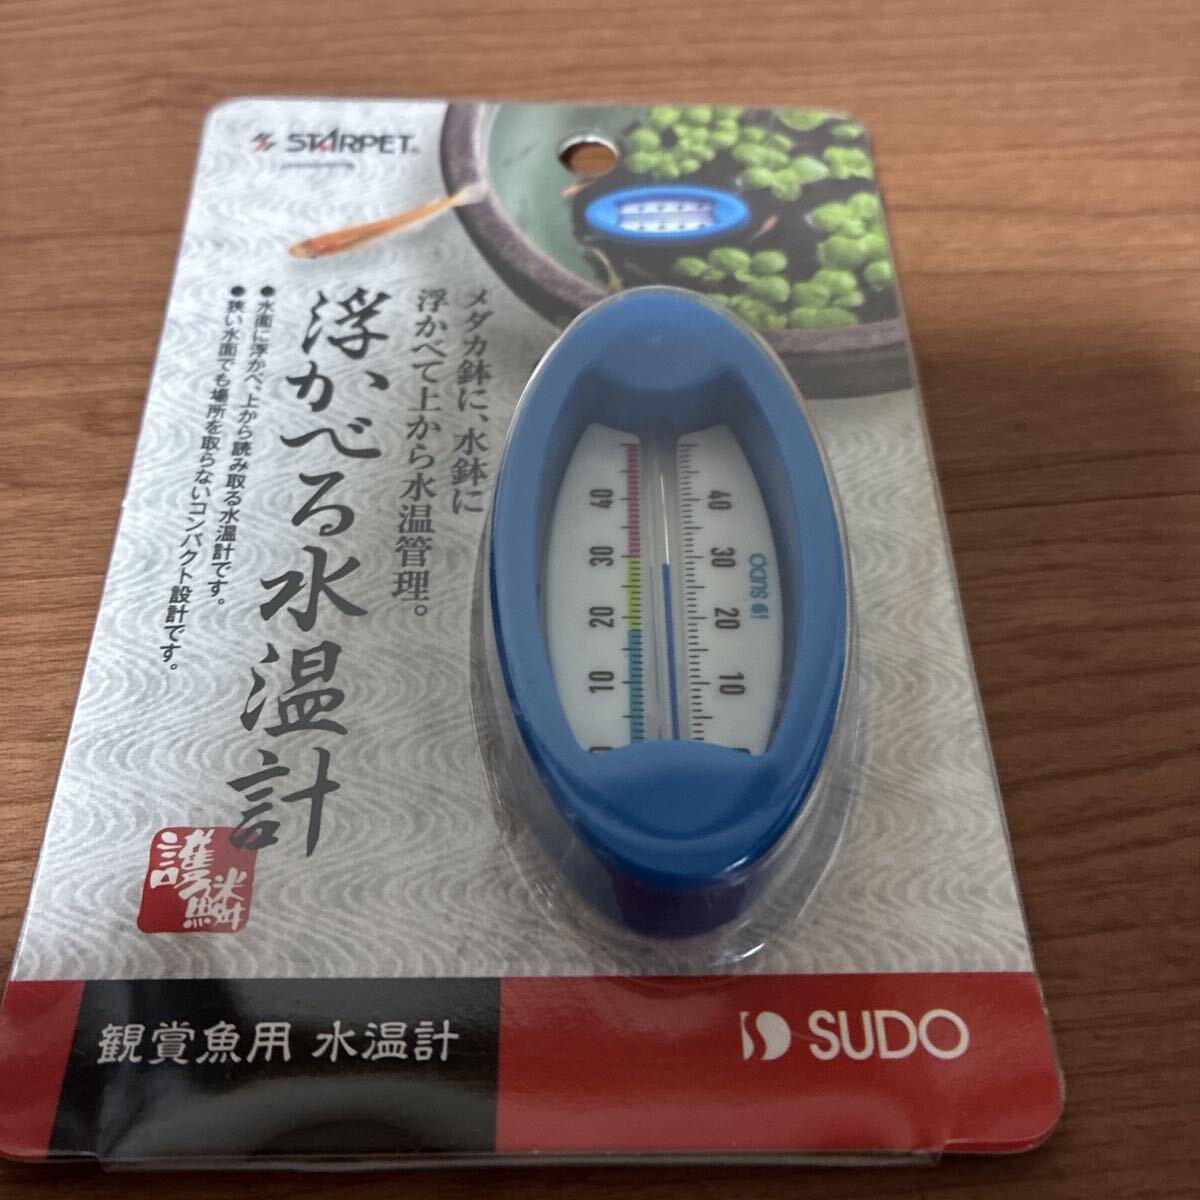 STARPET
メダカ鉢に、水鉢に
浮かべて上から水温管理。
浮かべる水温計
●水面に浮かべ、上から読み取る水温計です。
●狭い水面でも場所を取らないコンパクト設計です。
護鱗
40
30
20
10
0
40
30
20
10
SUDO
観賞魚用 水温計
SUDO